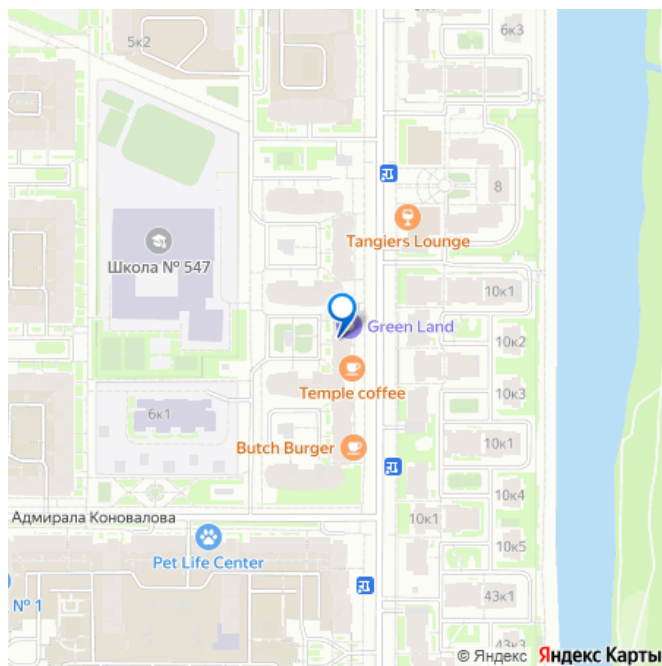 5к2
6к3
8
Tangiers Lounge
Школа № 547
10к1
Green Land
10к2
Temple coffee
10к3
6к1
Butch Burger
10к1
10к4
Адмирала Коновалова
10к1
10к5
Pet Life Center
№ 1
43к1
43к3
© Яндекс Яндекс Карты